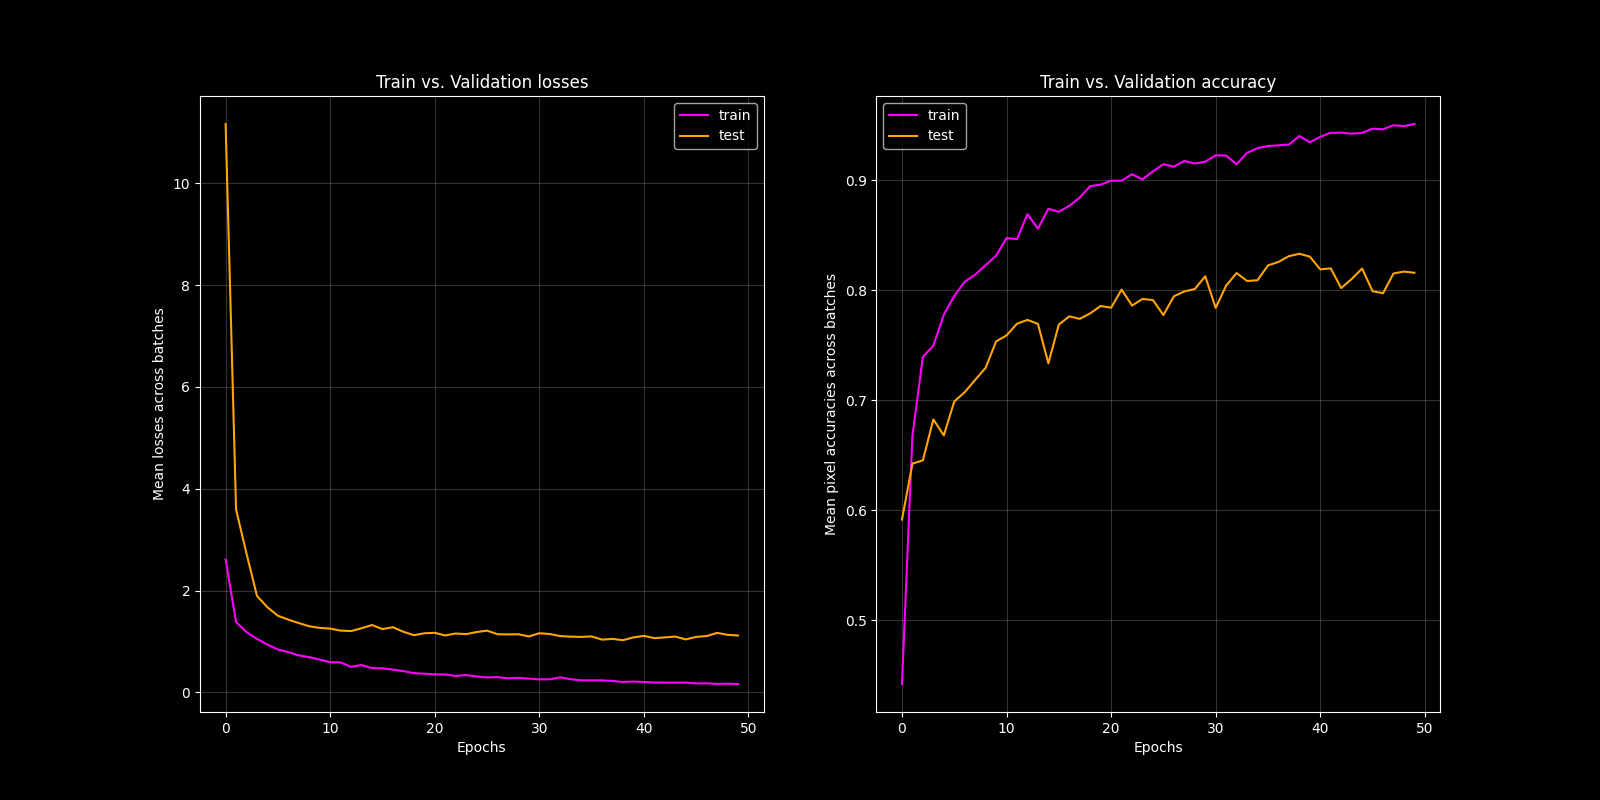 Train vs. Validation losses
train
test
10
8
6
4
2
0
Mean losses across batches
0 10 20 30 40 50
Epochs
Train vs. Validation accuracy
train
test
0.9
0.8
0.7
0.6
0.5
Mean pixel accuracies across batches
0 10 20 30 40 50
Epochs